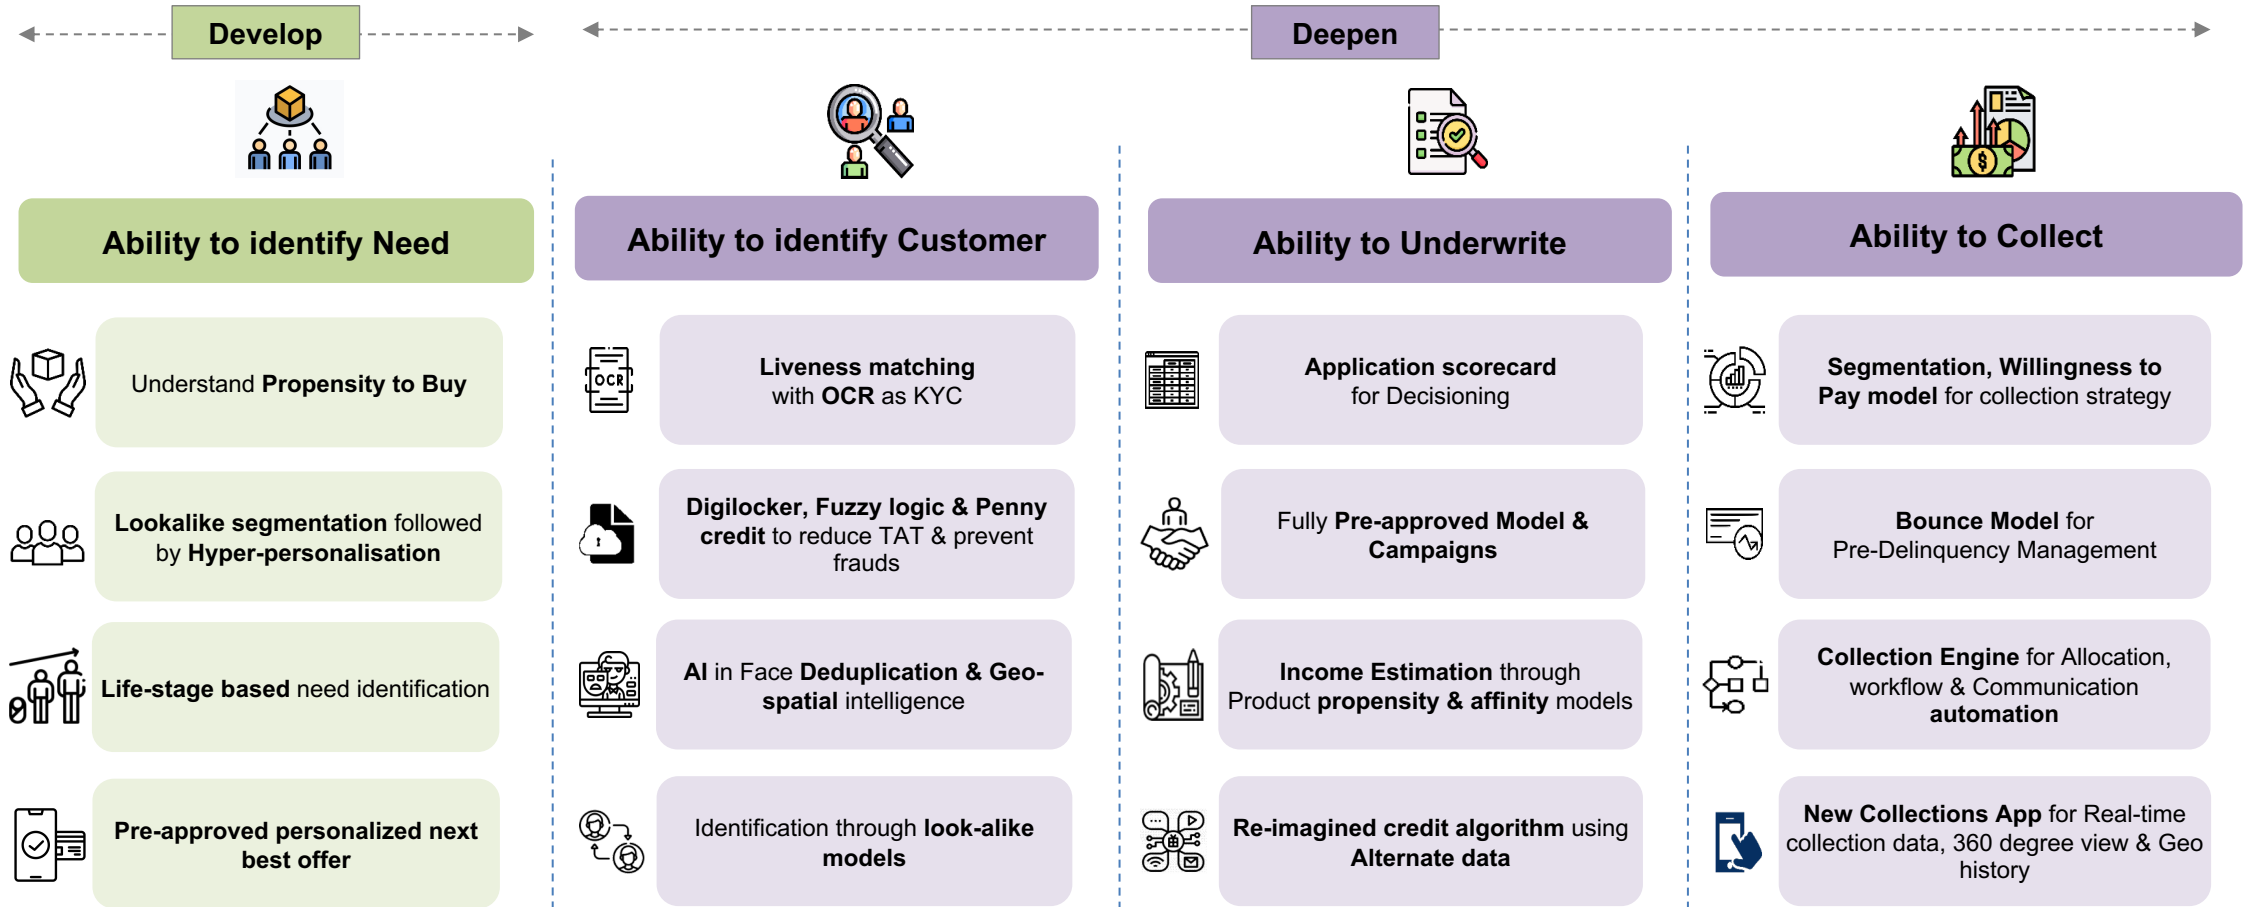 Develop
Deepen
Ability to identify Need
Understand Propensity to Buy
Lookalike segmentation followed
by Hyper-personalisation
Life-stage based need identification
Pre-approved personalized next
best offer
Ability to identify Customer
OCR
Liveness matching
with OCR as KYC
Digilocker, Fuzzy logic & Penny
credit to reduce TAT & prevent
frauds
AI in Face Deduplication & Geo-
spatial intelligence
Identification through look-alike
models
Ability to Underwrite
Application scorecard
for Decisioning
Fully Pre-approved Model &
Campaigns
Income Estimation through
Product propensity & affinity models
Re-imagined credit algorithm using
Alternate data
$
Ability to Collect
Segmentation, Willingness to
Pay model for collection strategy
Bounce Model for
Pre-Delinquency Management
Collection Engine for Allocation,
workflow & Communication
automation
New Collections App for Real-time
collection data, 360 degree view & Geo
history